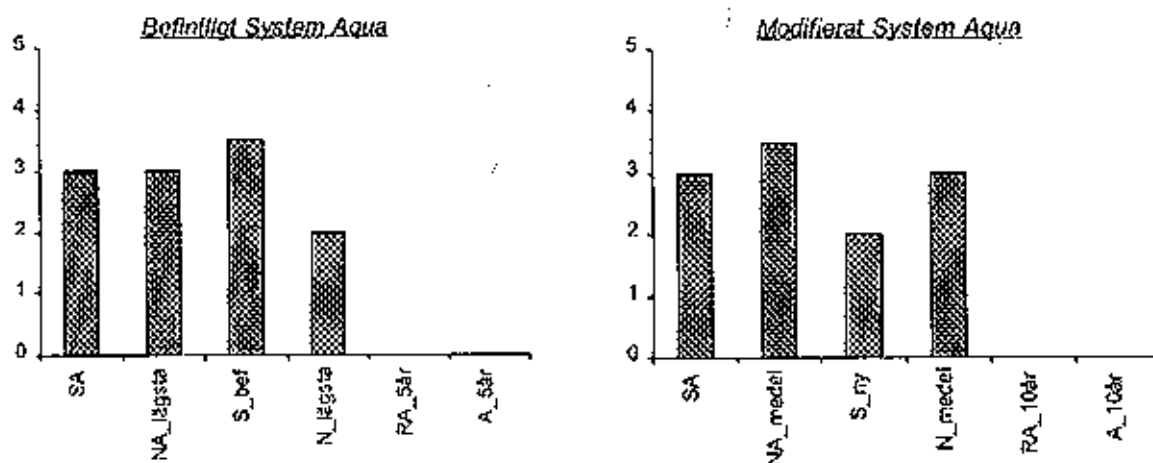 Befintligt System Aqua
5
4
3
2
1
0
SA
NA_lägsta
S_bef
N_lägsta
RA_5år
A_5år
Modifierat System Aqua
5
4
3
2
1
0
SA
NA_medel
S_ny
N_medel
RA_10år
A_10år